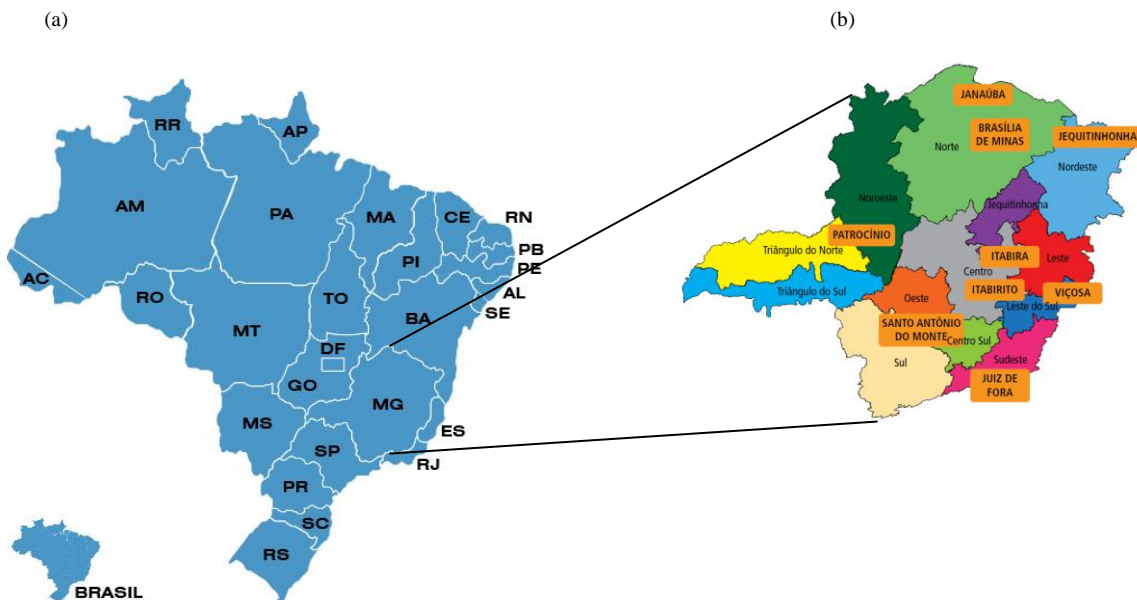 (a)
RR
AP
AM
PA
MA
CE
RN
PB
PI
PE
AC
AL
TO
RO
SE
BA
MT
DF
GO
MG
MS
ES
SP
RJ
PR
SC
RS
BRASIL
(b)
JANAÚBA
BRASÍLIA
DE MINAS
JEQUITINHONHA
Norte
Nordeste
Noroeste
Jequitinhonha
PATROCÍNIO
Triângulo do Norte
ITABIRA
Leste
Centro
Triângulo do Sul
ITABIRITO
VIÇOSA
Oeste
Leste do Sul
SANTO ANTÔNIO
DO MONTE
Centro Sul
Sul
Sudeste
JUIZ DE
FORA